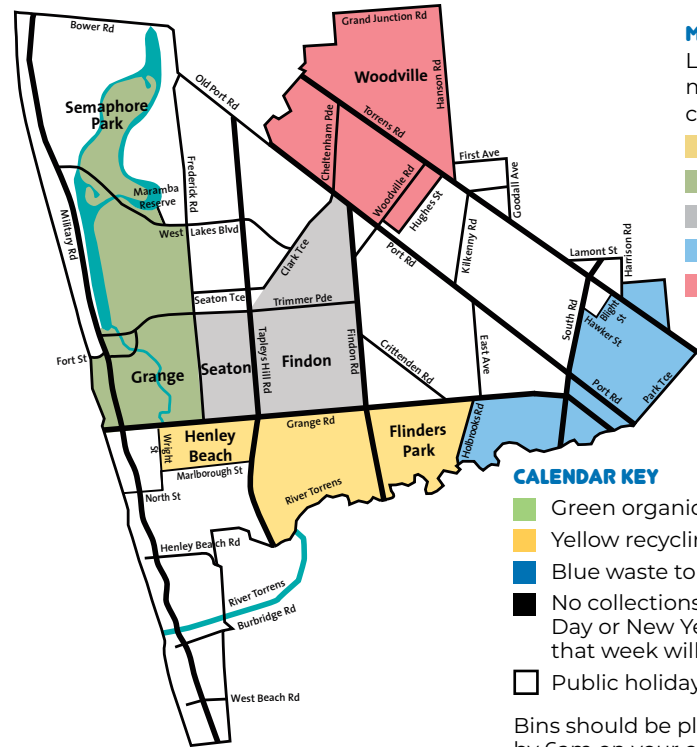 Bower Rd
Grand Junction Rd
Woodville
Hanson Rd
Old Port Rd
Semaphore
Park
Cheltenham Pde
Torrens Rd
Frederick Rd
Maramba
Reserve
Woodville Rd
Hughes St
First Ave
Goodall Ave
Military Rd
West Lakes Blvd
Clark Tce
Port Rd
Kilkenny Rd
Lamont St
Harrison Rd
Seaton Tce
Trimmer Pde
South Rd
Blight
St
Hawker St
Fort St
Grange
Seaton
Tapleys Hill Rd
Findon
Findon Rd
Crittenden Rd
East Ave
Port Rd
Park Tce
Wright
St
Henley
Beach
Grange Rd
Flinders
Park
Holbrooks Rd
Marlborough St
North St
River Torrens
Henley Beach Rd
River Torrens
Burbridge Rd
West Beach Rd
M
L
n
c
CALENDAR KEY
Green organic
Yellow recyclin
Blue waste to
No collections
Day or New Ye
that week will
Public holiday
Bins should be pl